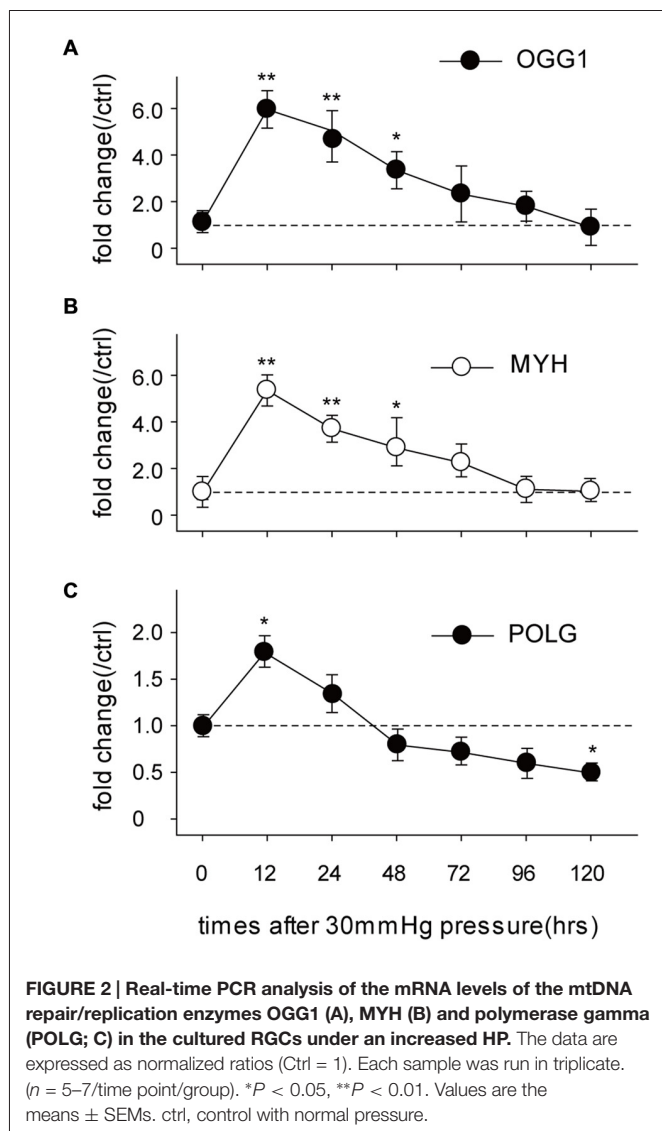 A
OGG1
** ** *
6.0
4.0
2.0
0
fold change(/ctrl)
B
MYH
** ** *
6.0
4.0
2.0
0
fold change(/ctrl)
C
POLG
* *
2.0
1.5
1.0
0.5
0
fold change(/ctrl)
0 12 24 48 72 96 120
times after 30mmHg pressure(hrs)
FIGURE 2 | Real-time PCR analysis of the mRNA levels of the mtDNA
repair/replication enzymes OGG1 (A), MYH (B) and polymerase gamma
(POLG; C) in the cultured RGCs under an increased HP. The data are
expressed as normalized ratios (Ctrl = 1). Each sample was run in triplicate.
(n = 5–7/time point/group). *P < 0.05, **P < 0.01. Values are the
means ± SEMs. ctrl, control with normal pressure.